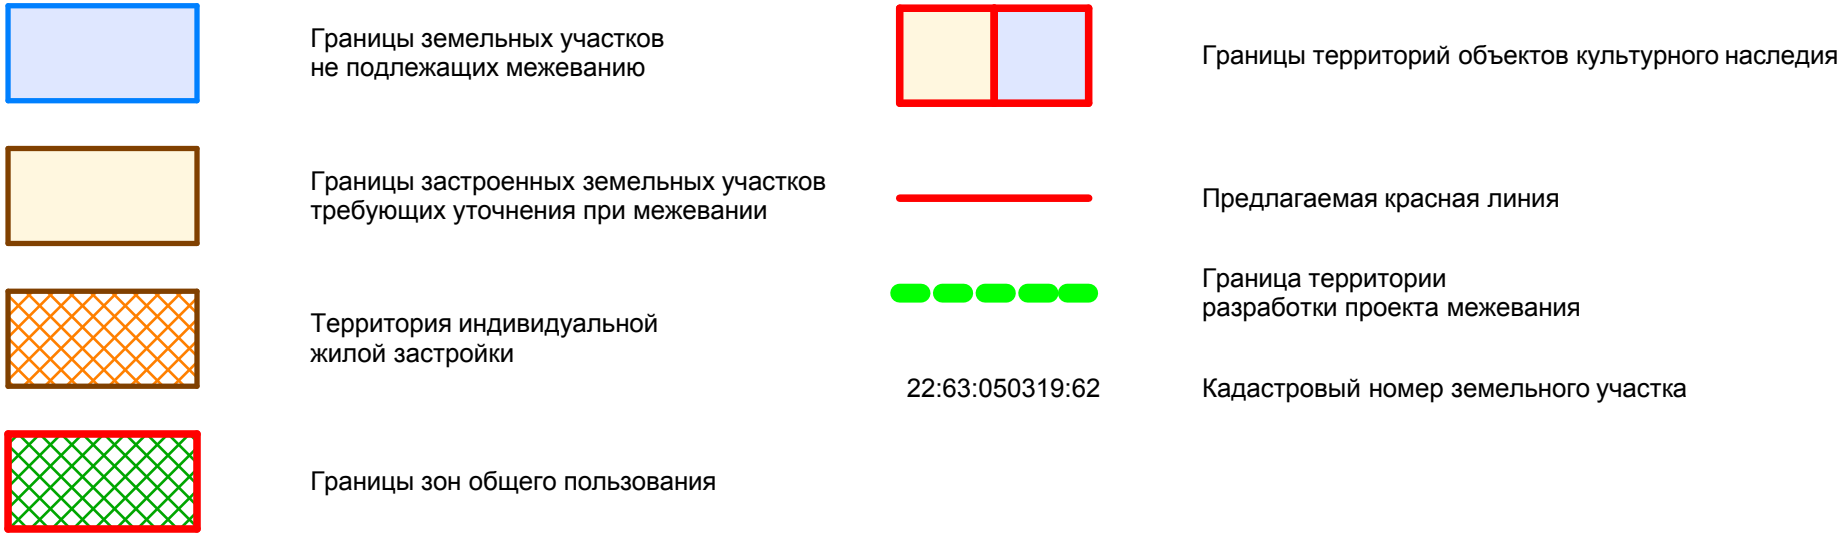 Границы земельных участков
не подлежащих межеванию
Границы застроенных земельных участков
требующих уточнения при межевании
Территория индивидуальной
жилой застройки
Границы зон общего пользования
Границы территорий объектов культурного наследия
Предлагаемая красная линия
Граница территории
разработки проекта межевания
22:63:050319:62
Кадастровый номер земельного участка